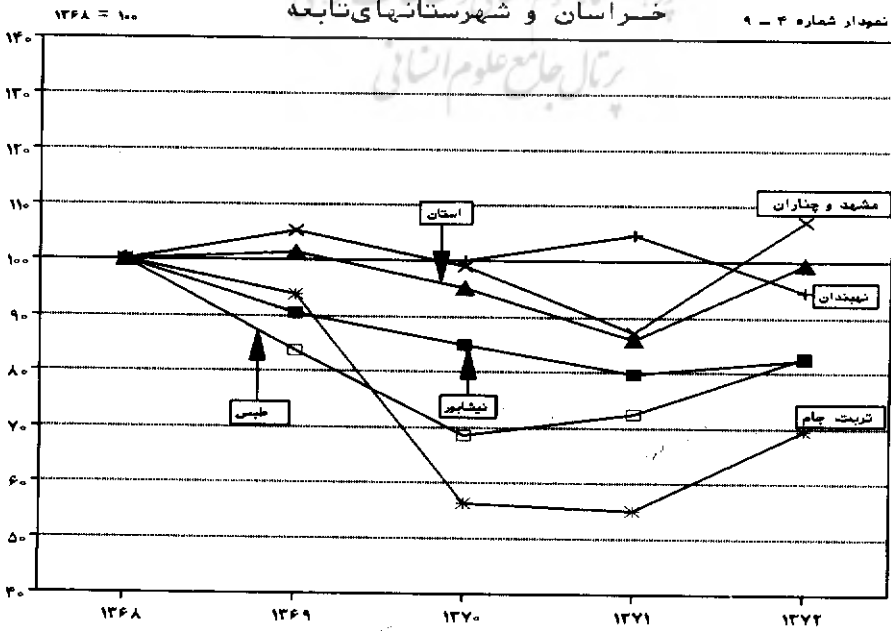 خراسان و شهرستانهای تابعه
نمودار شماره ۴ – ۹
۱۳۶۸ = ۱۰۰
پرتال جامع علوم انسانی
۱۴۰
۱۳۰
۱۲۰
۱۱۰
۱۰۰
۹۰
۸۰
۷۰
۶۰
۵۰
۴۰
استان
مشهد و چناران
نهبندان
طبس
نیشابور
تربت جام
۱۳۶۸
۱۳۶۹
۱۳۷۰
۱۳۷۱
۱۳۷۲